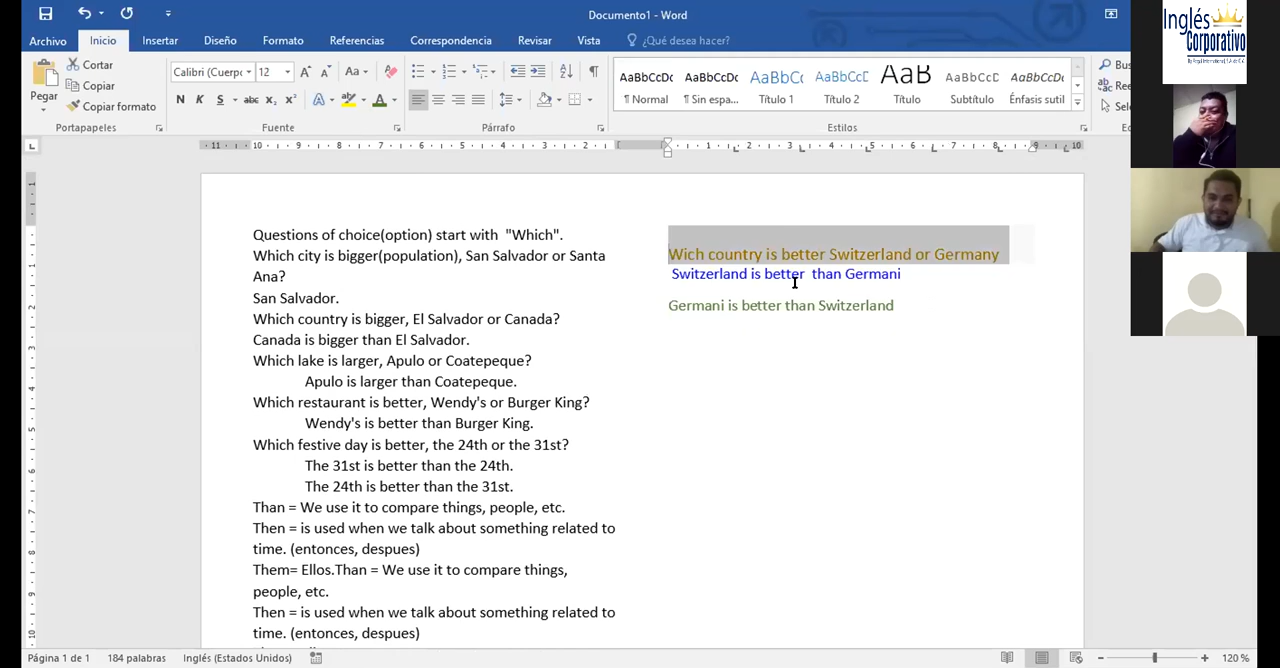 Documento1 - Word
Archivo
Inicio
Insertar
Diseño
Formato
Referencias
Correspondencia
Revisar
Vista
¿Qué desea hacer?
Pegar
Cortar
Copiar
Copiar formato
Portapapeles
Calibri (Cuerpo
12
Aa
N K S abc x₂ x²
A
Fuente
Párrafo
AaBbCcDc AaBbCcDc AaBbCc AaBbCcD AaB AaBbCcD AaBbCcDc
¶ Normal
¶ Sin espa...
Título 1
Título 2
Título
Subtítulo
Énfasis sutil
Estilos
Inglés
Corporativo
Questions of choice(option) start with "Which".
Which city is bigger(population), San Salvador or Santa
Ana?
San Salvador.
Which country is bigger, El Salvador or Canada?
Canada is bigger than El Salvador.
Which lake is larger, Apulo or Coatepeque?
Apulo is larger than Coatepeque.
Which restaurant is better, Wendy's or Burger King?
Wendy's is better than Burger King.
Which festive day is better, the 24th or the 31st?
The 31st is better than the 24th.
The 24th is better than the 31st.
Than = We use it to compare things, people, etc.
Then = is used when we talk about something related to
time. (entonces, despues)
Them= Ellos.Than = We use it to compare things,
people, etc.
Then = is used when we talk about something related to
time. (entonces, despues)
Wich country is better Switzerland or Germany
Switzerland is better than Germani
Germani is better than Switzerland
Página 1 de 1
184 palabras
Inglés (Estados Unidos)
120 %